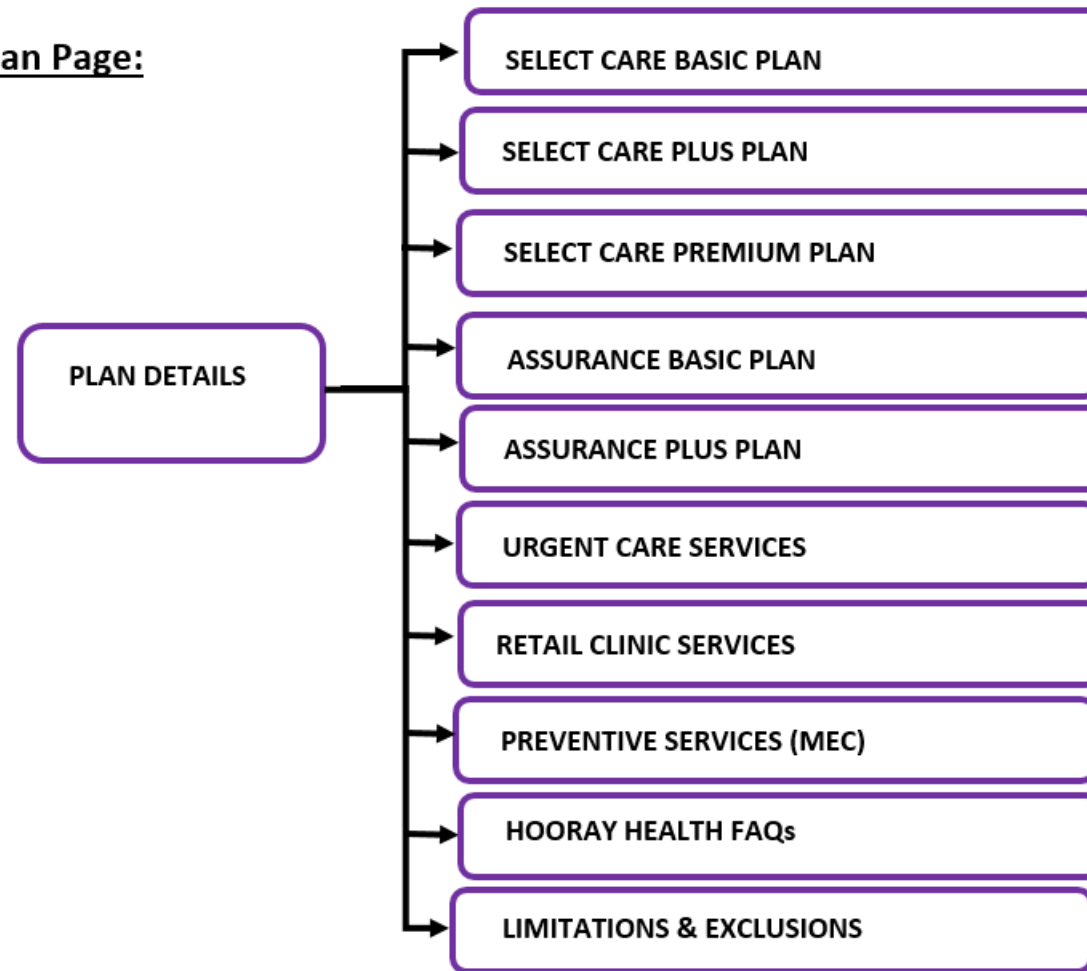 an Page:
SELECT CARE BASIC PLAN
SELECT CARE PLUS PLAN
SELECT CARE PREMIUM PLAN
PLAN DETAILS
ASSURANCE BASIC PLAN
ASSURANCE PLUS PLAN
URGENT CARE SERVICES
RETAIL CLINIC SERVICES
PREVENTIVE SERVICES (MEC)
HOORAY HEALTH FAQs
LIMITATIONS & EXCLUSIONS